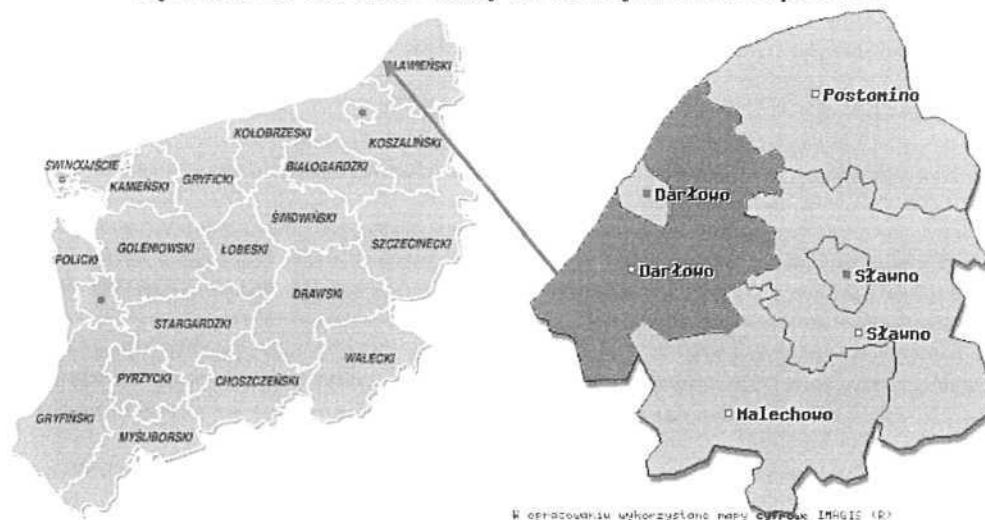 SŁAWIEŃSKI
KOSZALIŃSKI
KOŁOBRZESKI
BIAŁOGARDZKI
ŚWINOUJŚCIE
KAMIEŃSKI
GRYFICKI
ŚWIDWIŃSKI
SZCZECINECKI
GOLENIOWSKI
ŁOBESKI
POLICKI
DRAWSKI
STARGARDZKI
WAŁECKI
PYRZYCKI
CHOSZCZEŃSKI
GRYFIŃSKI
MYŚLIBORSKI
Postomino
Darłowo
Darłowo
Sławno
Sławno
Malechowo
W opracowaniu wykorzystano mapy cyfrowe IMAGIS (R)